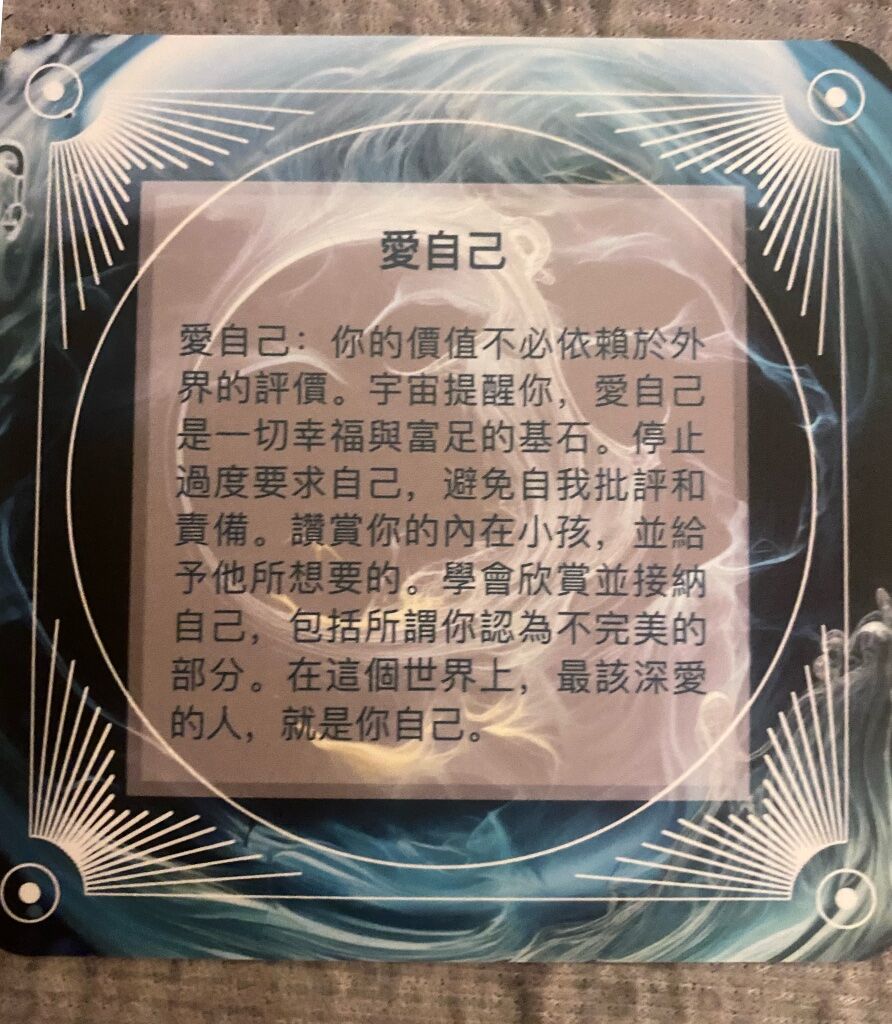 愛自己
愛自己：你的價值不必依賴於外
界的評價。宇宙提醒你，愛自己
是一切幸福與富足的基石。停止
過度要求自己，避免自我批評和
責備。讚賞你的內在小孩，並給
予他所想要的。學會欣賞並接納
自己，包括所謂你認為不完美的
部分。在這個世界上，最該深愛
的人，就是你自己。